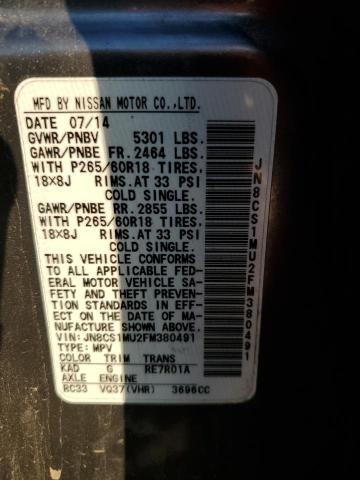 MFD BY NISSAN MOTOR CO.,LTD.
DATE 07/14
GVWR/PNBV 5301 LBS.
GAWR/PNBE FR. 2464 LBS.
WITH P265/60R18 TIRES,
18X8J RIMS. AT 33 PSI
COLD SINGLE.
GAWR/PNBE RR. 2855 LBS.
WITH P265/60R18 TIRES,
18X8J RIMS. AT 33 PSI
COLD SINGLE.
THIS VEHICLE CONFORMS
TO ALL APPLICABLE FED-
ERAL MOTOR VEHICLE SA-
FETY AND THEFT PREVEN-
TION STANDARDS IN EFF-
ECT ON THE DATE OF MA-
NUFACTURE SHOWN ABOVE.
VIN: JN8CS1MU2FM380491
TYPE: MPV
COLOR TRIM TRANS
KAD G RE7R01A
AXLE ENGINE
RC33 VQ37(VHR) 3696CC
JN8CS1MU2FM380491